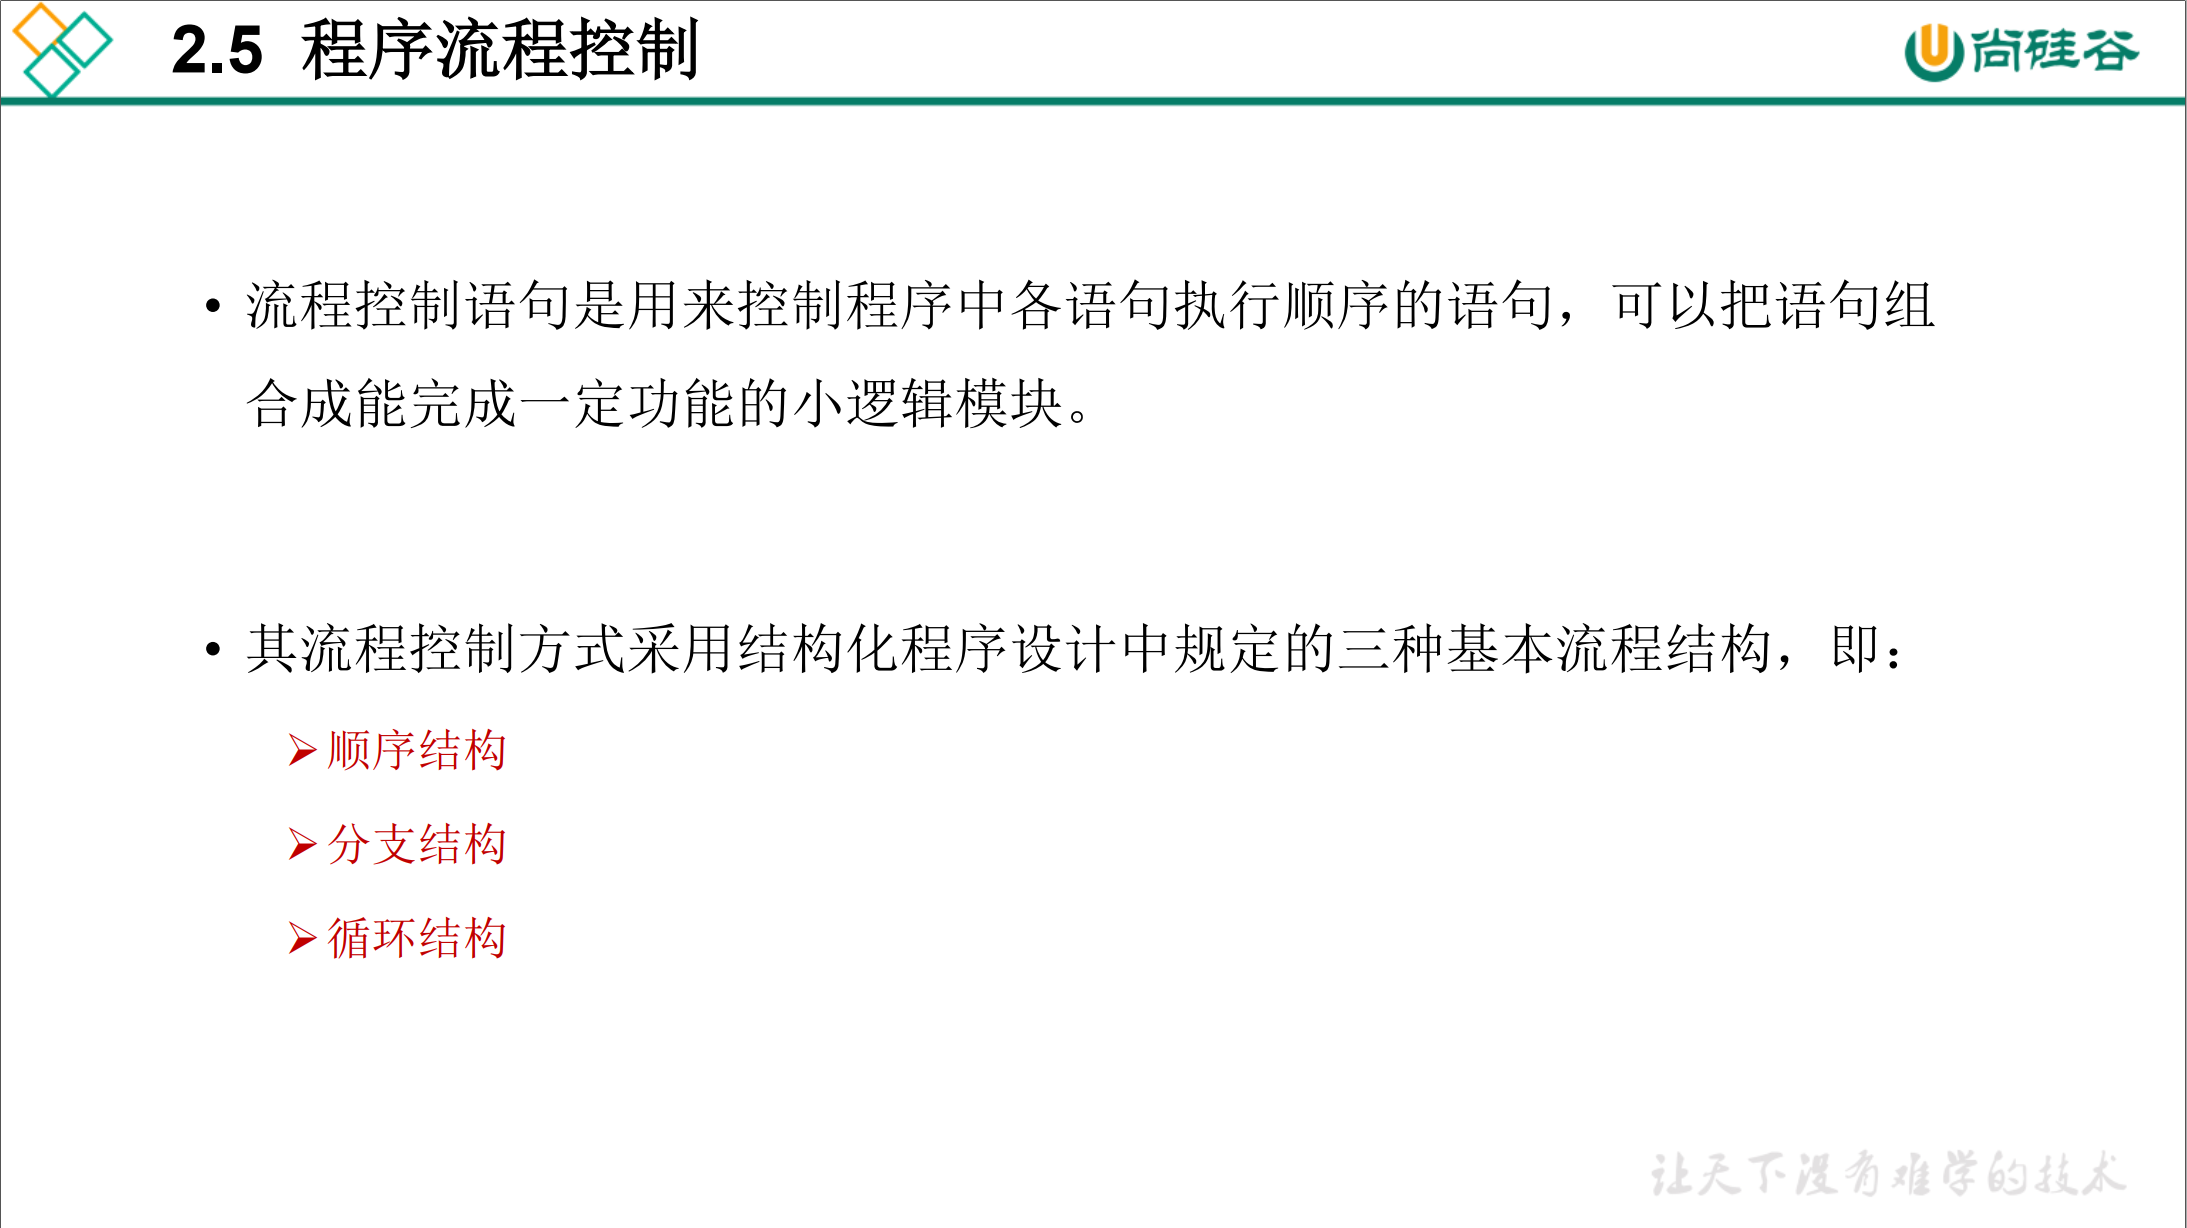 2.5 程序流程控制
尚硅谷
• 流程控制语句是用来控制程序中各语句执行顺序的语句，可以把语句组
合成能完成一定功能的小逻辑模块。
• 其流程控制方式采用结构化程序设计中规定的三种基本流程结构，即：
➢顺序结构
➢分支结构
➢循环结构
让天下没有难学的技术